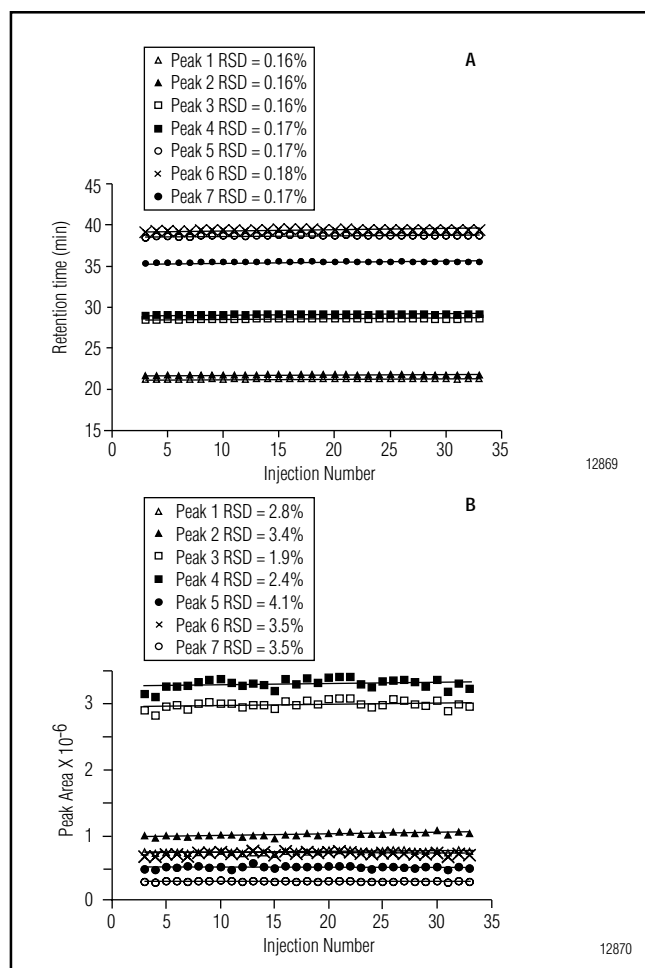 A
Peak 1 RSD = 0.16%
Peak 2 RSD = 0.16%
Peak 3 RSD = 0.16%
Peak 4 RSD = 0.17%
Peak 5 RSD = 0.17%
Peak 6 RSD = 0.18%
Peak 7 RSD = 0.17%
45
40
35
30
25
20
15
Retention time (min)
0 5 10 15 20 25 30 35
Injection Number
12869
B
Peak 1 RSD = 2.8%
Peak 2 RSD = 3.4%
Peak 3 RSD = 1.9%
Peak 4 RSD = 2.4%
Peak 5 RSD = 4.1%
Peak 6 RSD = 3.5%
Peak 7 RSD = 3.5%
3
2
1
0
Peak Area X 10-6
0 5 10 15 20 25 30 35
Injection Number
12870